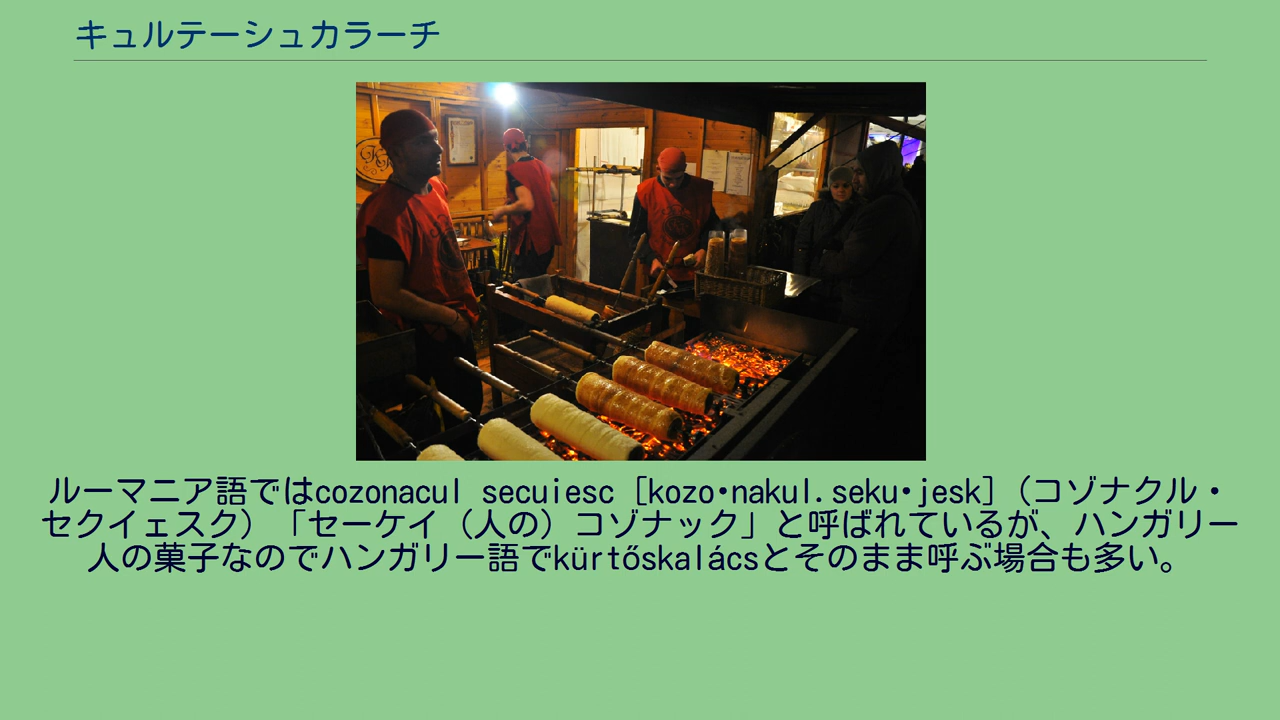 キュルテーシュカラーチ
ルーマニア語ではcozonacul secuiesc［kozo•nakul.seku•jesk］（コゾナクル・
セクイェスク）「セーケイ（人の）コゾナック」と呼ばれているが、ハンガリー
人の菓子なのでハンガリー語でkürtőskalácsとそのまま呼ぶ場合も多い。